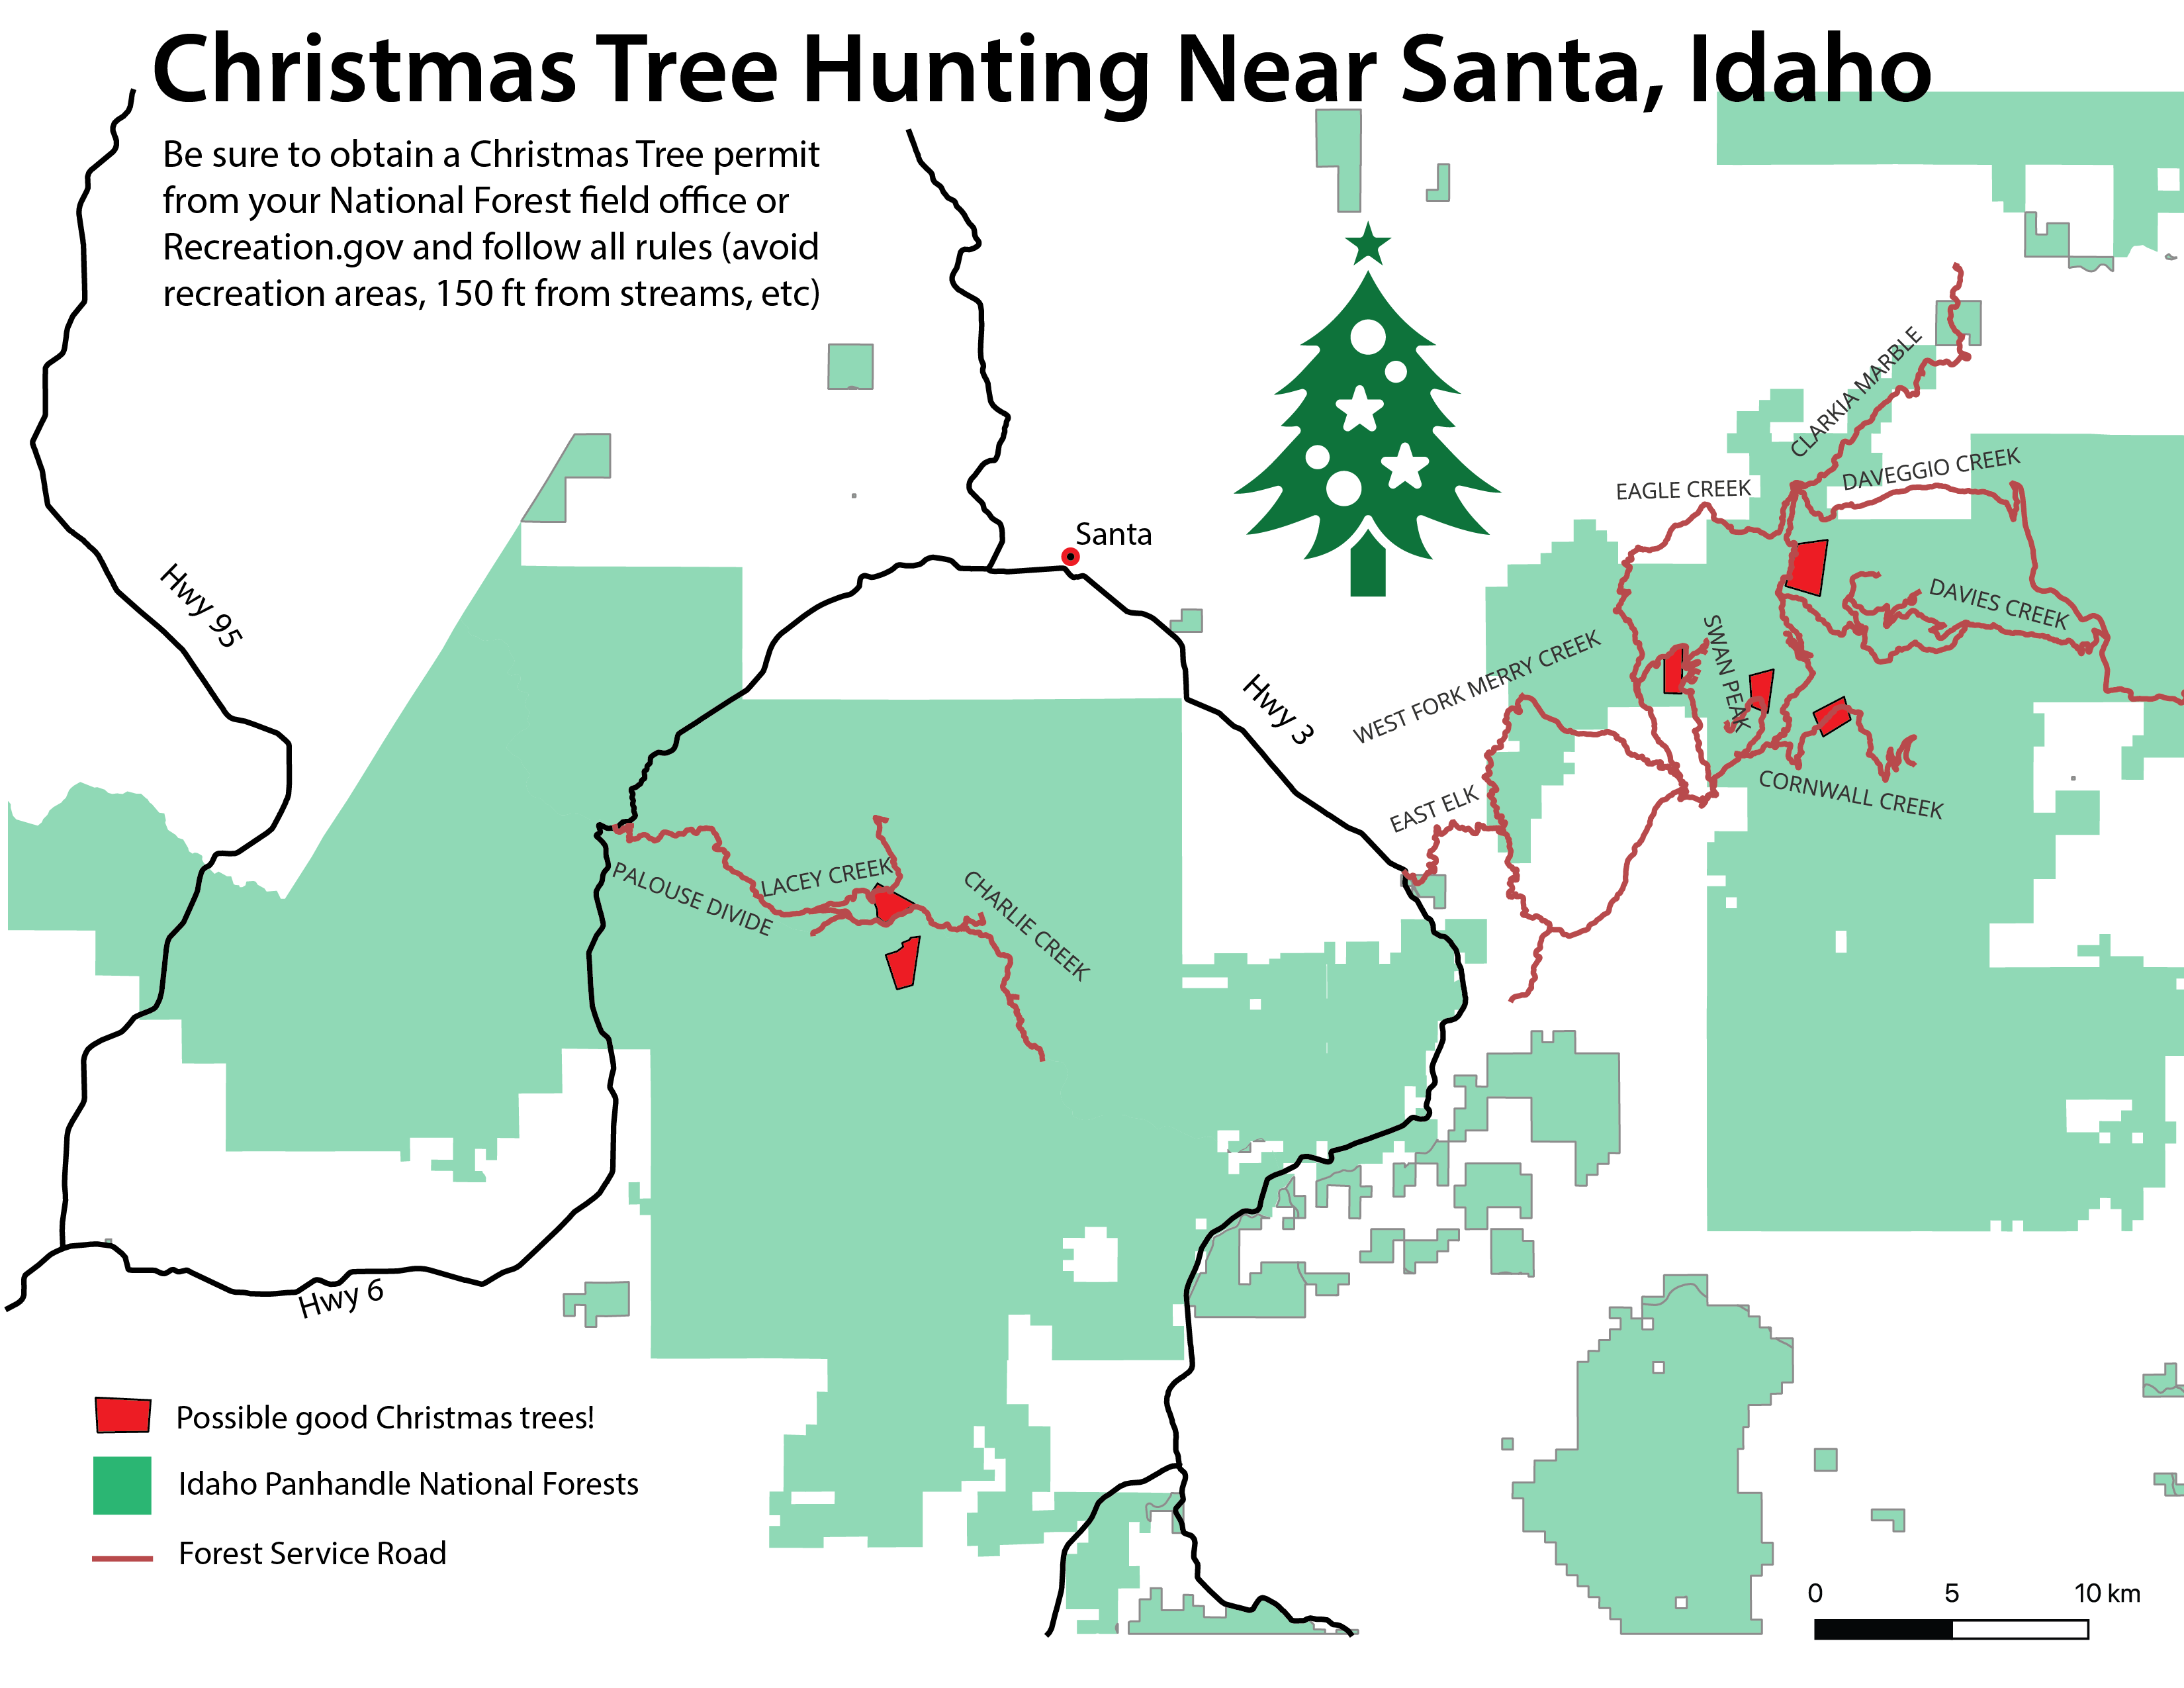 Christmas Tree Hunting Near Santa, Idaho
Be sure to obtain a Christmas Tree permit
from your National Forest field office or
Recreation.gov and follow all rules (avoid
recreation areas, 150 ft from streams, etc)
CLARKIA MARBLE
DAVEGGIO CREEK
EAGLE CREEK
Santa
Hwy 95
DAVIES CREEK
SWAN PEAK
WEST FORK MERRY CREEK
Hwy 3
CORNWALL CREEK
EAST ELK
PALOUSE DIVIDE
LACEY CREEK
CHARLIE CREEK
Hwy 6
Possible good Christmas trees!
Idaho Panhandle National Forests
Forest Service Road
0 5 10 km